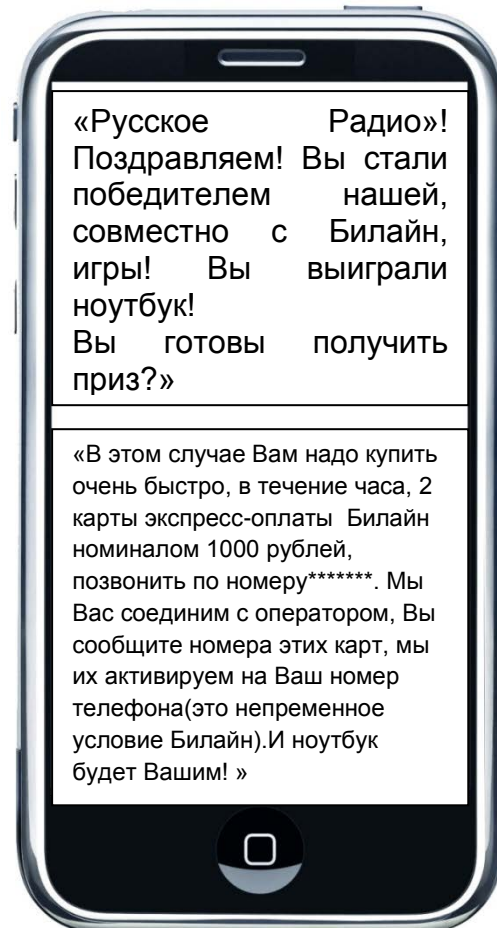 «Русское Радио»!
Поздравляем! Вы стали
победителем нашей,
совместно с Билайн,
игры! Вы выиграли
ноутбук!
Вы готовы получить
приз?»
«В этом случае Вам надо купить
очень быстро, в течение часа, 2
карты экспресс-оплаты Билайн
номиналом 1000 рублей,
позвонить по номеру*******. Мы
Вас соединим с оператором, Вы
сообщите номера этих карт, мы
их активируем на Ваш номер
телефона(это непременное
условие Билайн).И ноутбук
будет Вашим! »